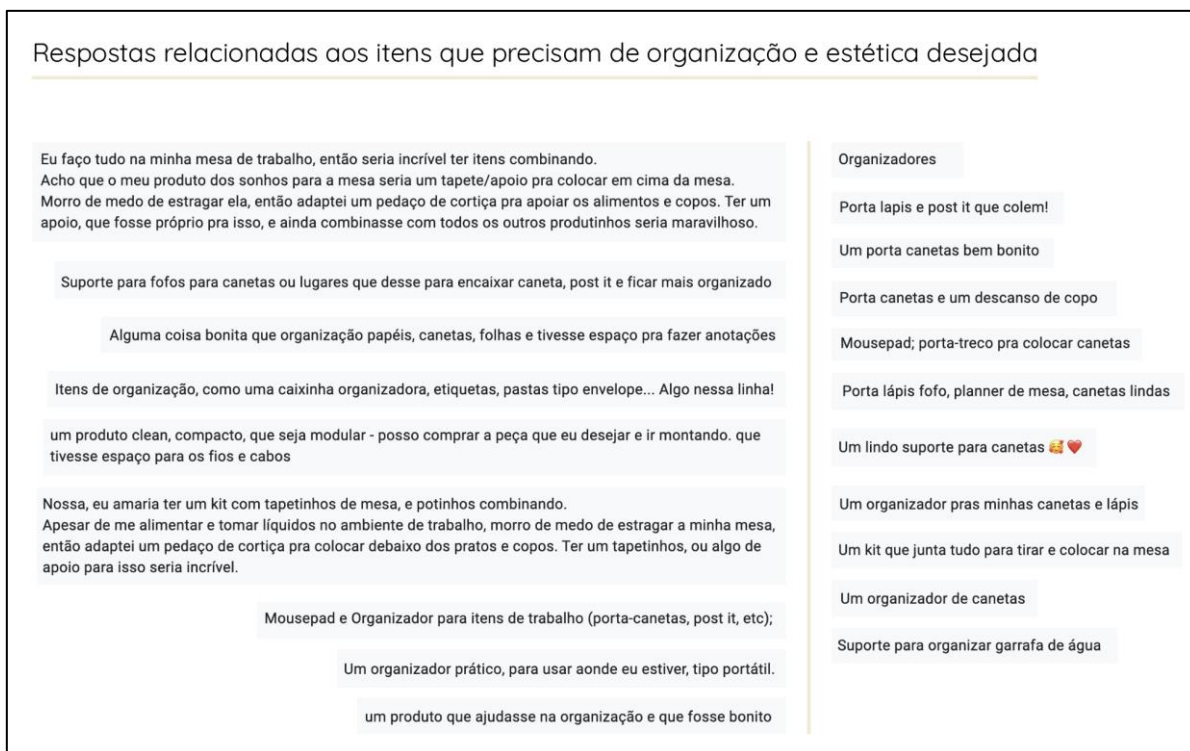 Respostas relacionadas aos itens que precisam de organização e estética desejada
Eu faço tudo na minha mesa de trabalho, então seria incrível ter itens combinando.
Acho que o meu produto dos sonhos para a mesa seria um tapete/apoio pra colocar em cima da mesa.
Morro de medo de estragar ela, então adaptei um pedaço de cortiça pra apoiar os alimentos e copos. Ter um
apoio, que fosse próprio pra isso, e ainda combinasse com todos os outros produtinhos seria maravilhoso.
Suporte para fofos para canetas ou lugares que desse para encaixar caneta, post it e ficar mais organizado
Alguma coisa bonita que organização papéis, canetas, folhas e tivesse espaço pra fazer anotações
Itens de organização, como uma caixinha organizadora, etiquetas, pastas tipo envelope... Algo nessa linha!
um produto clean, compacto, que seja modular - posso comprar a peça que eu desejar e ir montando. que
tivesse espaço para os fios e cabos
Nossa, eu amaria ter um kit com tapetinhos de mesa, e potinhos combinando.
Apesar de me alimentar e tomar líquidos no ambiente de trabalho, morro de medo de estragar a minha mesa,
então adaptei um pedaço de cortiça pra colocar debaixo dos pratos e copos. Ter um tapetinhos, ou algo de
apoio para isso seria incrível.
Mousepad e Organizador para itens de trabalho (porta-canetas, post it, etc);
Um organizador prático, para usar aonde eu estiver, tipo portátil.
um produto que ajudasse na organização e que fosse bonito
Organizadores
Porta lapis e post it que colem!
Um porta canetas bem bonito
Porta canetas e um descanso de copo
Mousepad; porta-treco pra colocar canetas
Porta lápis fofo, planner de mesa, canetas lindas
Um lindo suporte para canetas 🥰❤️
Um organizador pras minhas canetas e lápis
Um kit que junta tudo para tirar e colocar na mesa
Um organizador de canetas
Suporte para organizar garrafa de água